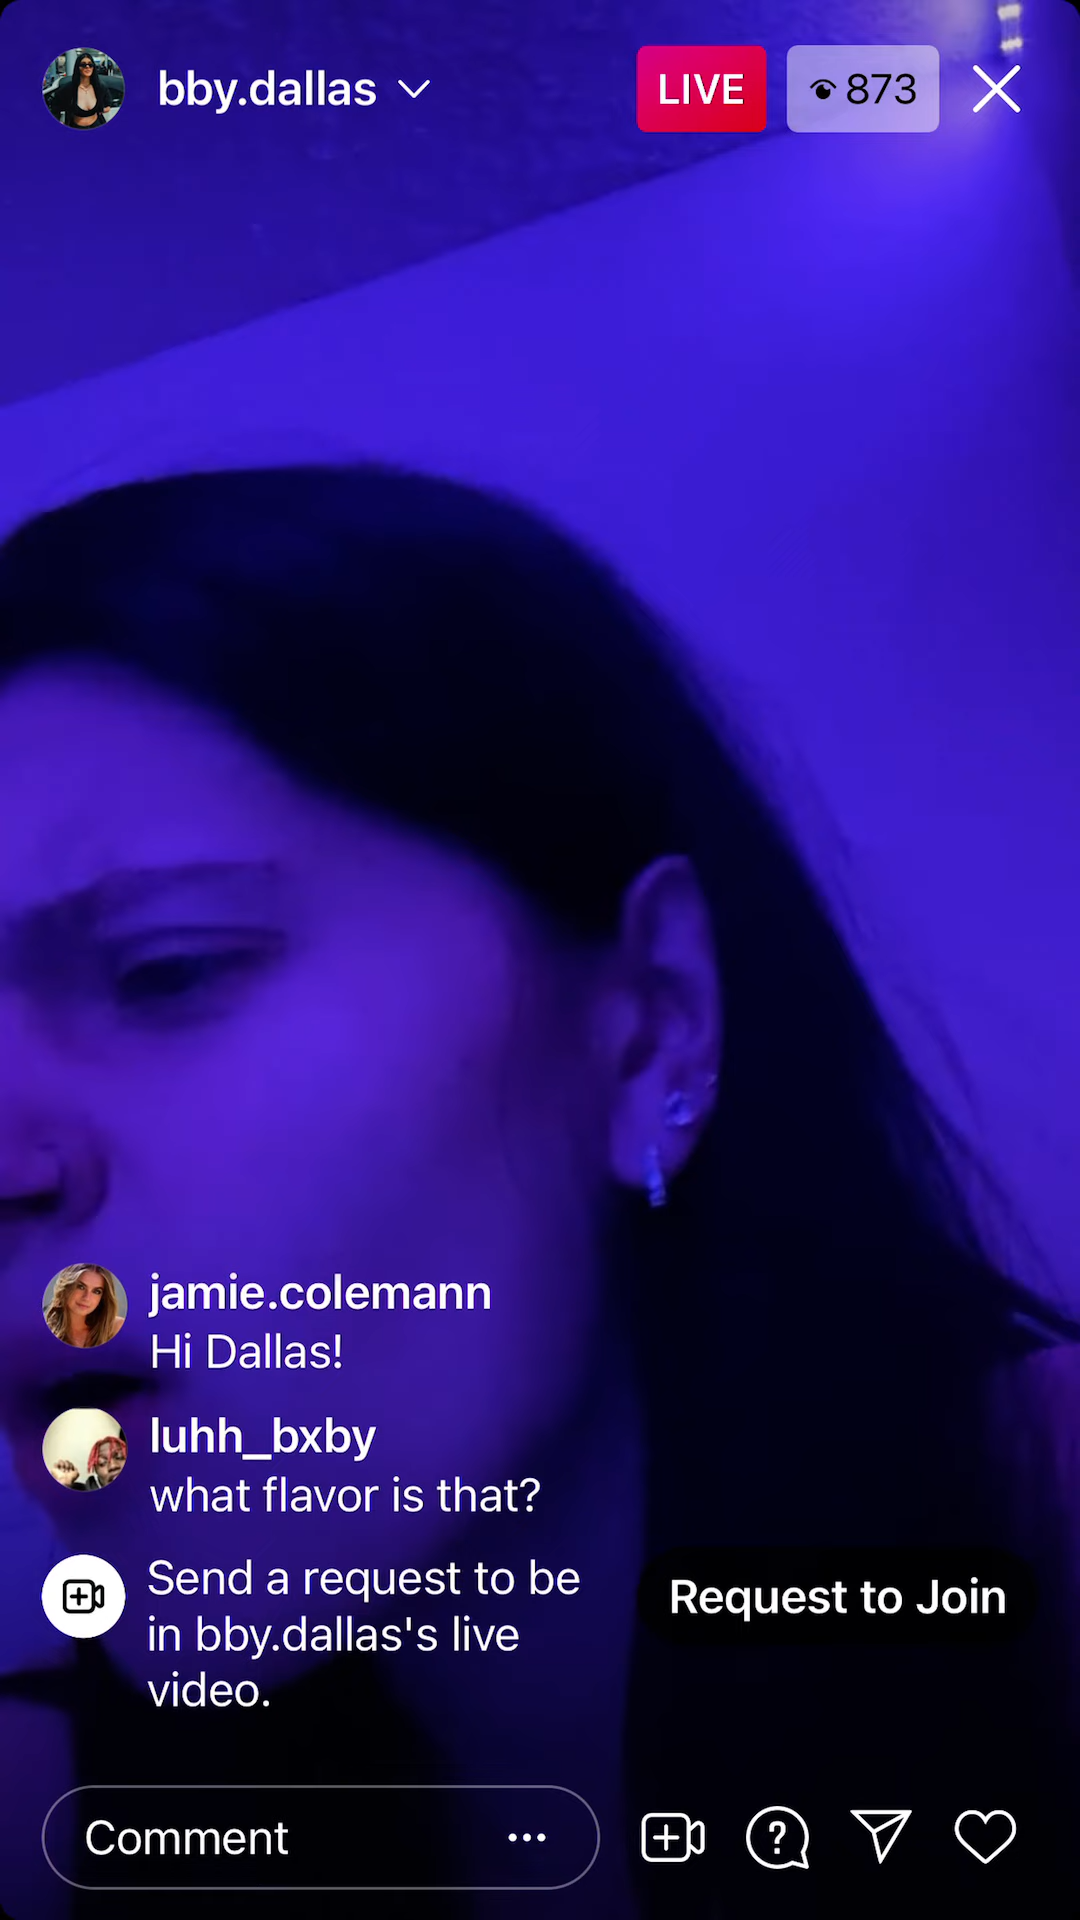 bby.dallas
LIVE
873
jamie.colemann
Hi Dallas!
luhh_bxby
what flavor is that?
Send a request to be
in bby.dallas's live
video.
Request to Join
Comment